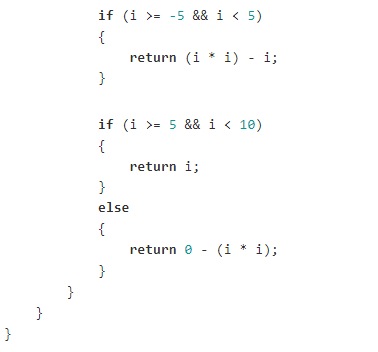 if (i >= -5 && i < 5)
{
return (i * i) - i;
}
if (i >= 5 && i < 10)
{
return i;
}
else
{
return 0 - (i * i);
}
}
}
}